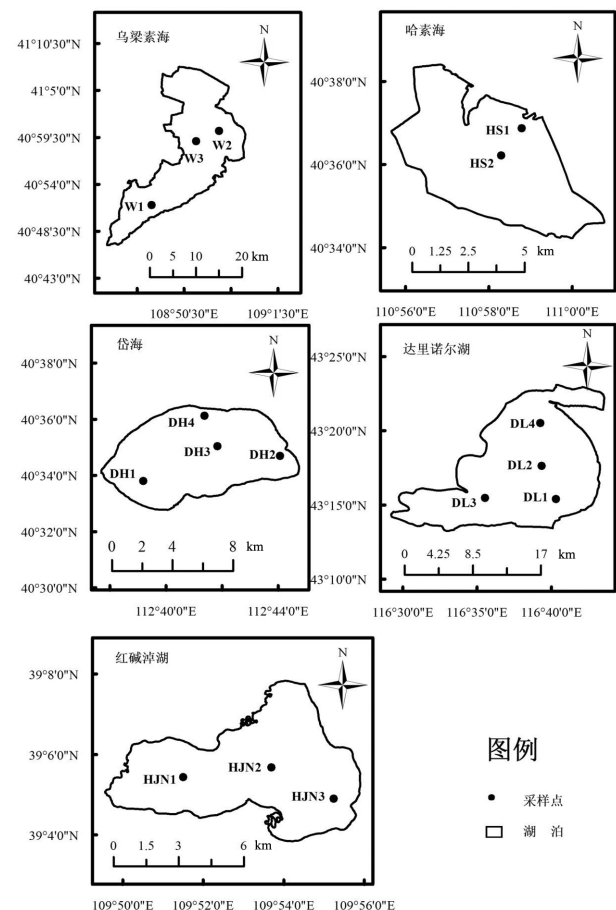 乌梁素海
N
41°10'30"N
41°5'0"N
40°59'30"N
40°54'0"N
40°48'30"N
40°43'0"N
W2
W3
W1
0 5 10 20 km
108°50'30"E 109°1'30"E
哈素海
N
40°38'0"N
40°36'0"N
40°34'0"N
HS1
HS2
0 1.25 2.5 5 km
110°56'0"E 110°58'0"E 111°0'0"E
岱海
N
40°38'0"N
40°36'0"N
40°34'0"N
40°32'0"N
40°30'0"N
DH4
DH3
DH2
DH1
0 2 4 8 km
112°40'0"E 112°44'0"E
达里诺尔湖
N
43°25'0"N
43°20'0"N
43°15'0"N
43°10'0"N
DL4
DL2
DL3
DL1
0 4.25 8.5 17 km
116°30'0"E 116°35'0"E 116°40'0"E
红碱淖湖
N
39°8'0"N
39°6'0"N
39°4'0"N
HJN2
HJN1
HJN3
0 1.5 3 6 km
109°50'0"E 109°52'0"E 109°54'0"E 109°56'0"E
图例
采样点
湖 泊